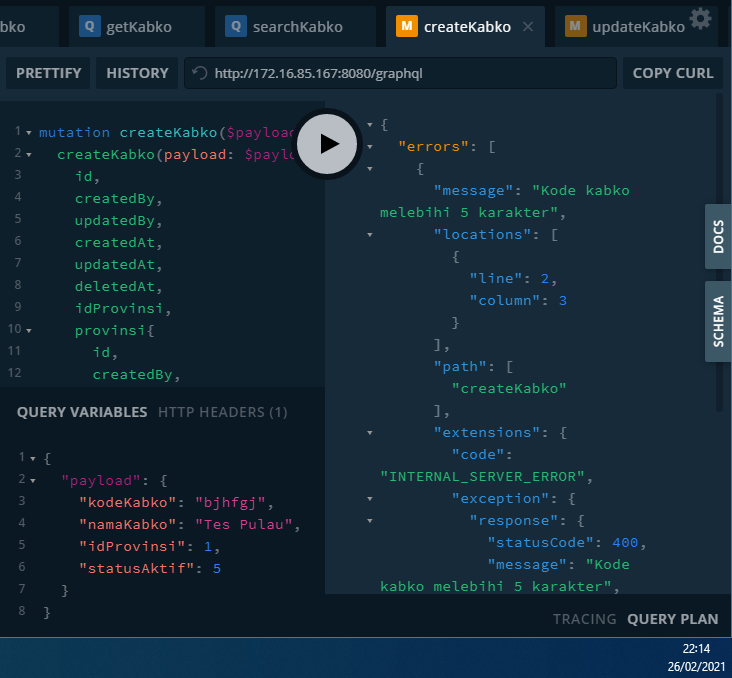 bko
Q getKabko
Q searchKabko
M createKabko ×
M updateKabko
PRETTIFY
HISTORY
http://172.16.85.167:8080/graphql
COPY CURL
1 mutation createKabko($payload
2 createKabko(payload: $paylo
3 id,
4 createdBy,
5 updatedBy,
6 createdAt,
7 updatedAt,
8 deletedAt,
9 idProvinsi,
10 provinsi{
11 id,
12 createdBy,
QUERY VARIABLES HTTP HEADERS (1)
1 {
2 "payload": {
3 "kodeKabko": "bjhfgj",
4 "namaKabko": "Tes Pulau",
5 "idProvinsi": 1,
6 "statusAktif": 5
7 }
8 }
{
"errors": [
{
"message": "Kode kabko
melebihi 5 karakter",
"locations": [
{
"line": 2,
"column": 3
}
],
"path": [
"createKabko"
],
"extensions": {
"code":
"INTERNAL_SERVER_ERROR",
"exception": {
"response": {
"statusCode": 400,
"message": "Kode
kabko melebihi 5 karakter",
DOCS
SCHEMA
TRACING QUERY PLAN
22:14
26/02/2021